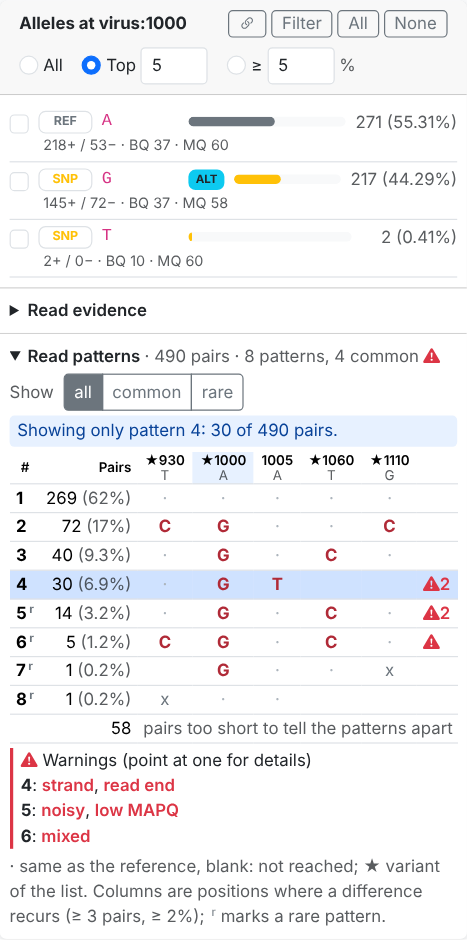 Alleles at virus:1000 Filter All None
All Top 5 ≥ 5 %
REF A 271 (55.31%)
218+ / 53− · BQ 37 · MQ 60
SNP G ALT 217 (44.29%)
145+ / 72− · BQ 37 · MQ 58
SNP T 2 (0.41%)
2+ / 0− · BQ 10 · MQ 60
▶ Read evidence
▼ Read patterns · 490 pairs · 8 patterns, 4 common ⚠
Show all common rare
Showing only pattern 4: 30 of 490 pairs.
# Pairs ★930 ★1000 1005 ★1060 ★1110
T A A T G
1 269 (62%) · · · · ·
2 72 (17%) C G · · C
3 40 (9.3%) · G · C ·
4 30 (6.9%) G T ⚠2
5 r 14 (3.2%) · G · C · ⚠2
6 r 5 (1.2%) C G · C · ⚠
7 r 1 (0.2%) G · · x
8 r 1 (0.2%) x · ·
58 pairs too short to tell the patterns apart
⚠ Warnings (point at one for details)
4: strand, read end
5: noisy, low MAPQ
6: mixed
· same as the reference, blank: not reached; ★ variant
of the list. Columns are positions where a difference
recurs (≥ 3 pairs, ≥ 2%); r marks a rare pattern.